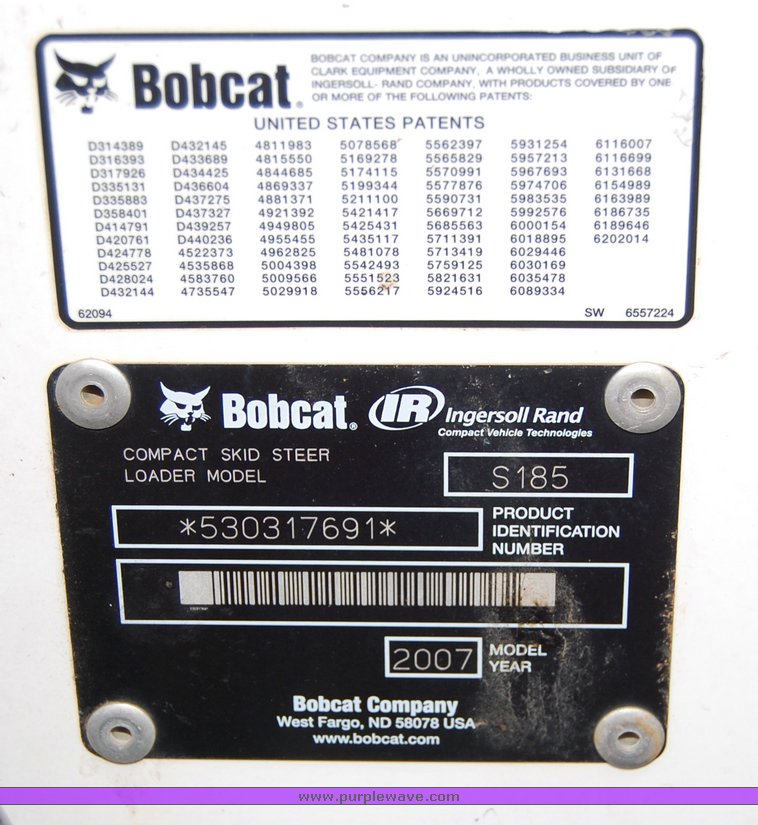 Bobcat®
BOBCAT COMPANY IS AN UNINCORPORATED BUSINESS UNIT OF
CLARK EQUIPMENT COMPANY, A WHOLLY OWNED SUBSIDIARY OF
INGERSOLL- RAND COMPANY, WITH PRODUCTS COVERED BY ONE
OR MORE OF THE FOLLOWING PATENTS:
UNITED STATES PATENTS
D314389 D432145 4811983 5078568 5562397 5931254 6116007
D316393 D433689 4815550 5169278 5565829 5957213 6116699
D317926 D434425 4844685 5174115 5570991 5967693 6131668
D335131 D436604 4869337 5199344 5577876 5974706 6154989
D335883 D437275 4881371 5211100 5590731 5983535 6163989
D358401 D437327 4921392 5421417 5669712 5992576 6186735
D414791 D439257 4949805 5425431 5685563 6000154 6189646
D420761 D440236 4955455 5435117 5711391 6018895 6202014
D424778 4522373 4962825 5481078 5713419 6029446
D425527 4535868 5004398 5542493 5759125 6030169
D428024 4583760 5009566 5551523 5821631 6035478
D432144 4735547 5029918 5556217 5924516 6089334
62094 SW 6557224
Bobcat® IR Ingersoll Rand
Compact Vehicle Technologies
COMPACT SKID STEER
LOADER MODEL
S185
*530317691*
PRODUCT
IDENTIFICATION
NUMBER
2007
MODEL
YEAR
Bobcat Company
West Fargo, ND 58078 USA
www.bobcat.com
www.purplewave.com